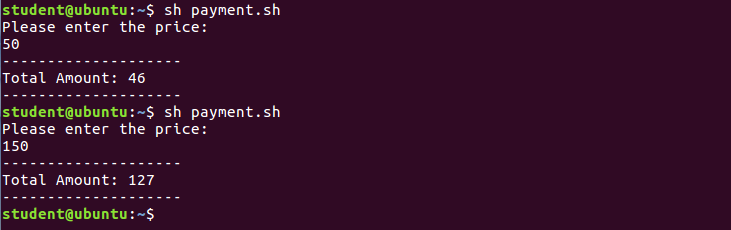 student@ubuntu:~$ sh payment.sh
Please enter the price:
50
--------------------
Total Amount: 46
--------------------
student@ubuntu:~$ sh payment.sh
Please enter the price:
150
--------------------
Total Amount: 127
--------------------
student@ubuntu:~$